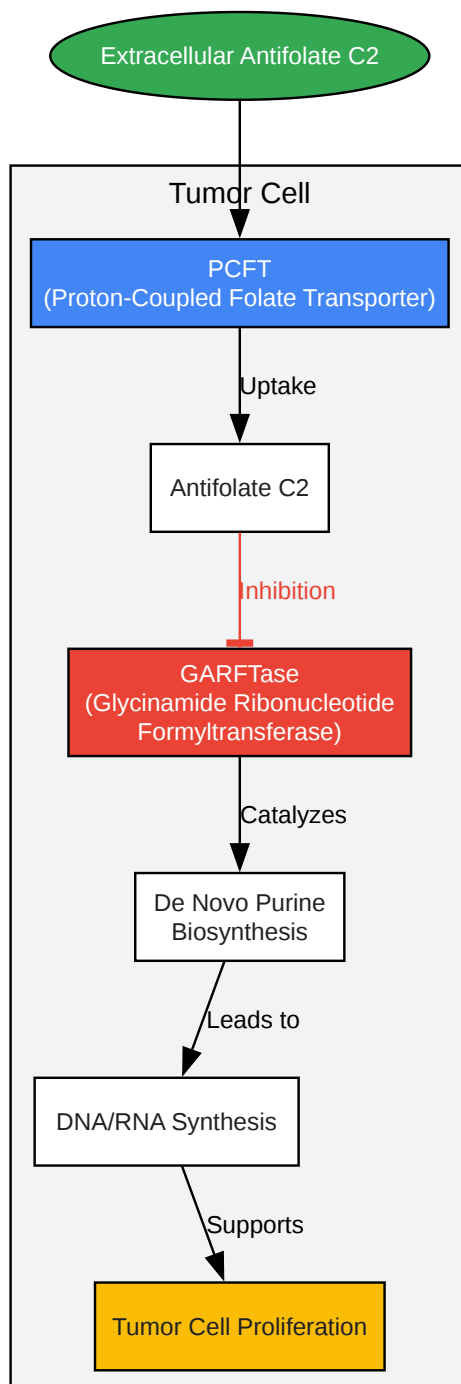 Extracellular Antifolate C2
Tumor Cell
PCFT
(Proton-Coupled Folate Transporter)
Uptake
Antifolate C2
Inhibition
GARFTase
(Glycinamide Ribonucleotide
Formyltransferase)
Catalyzes
De Novo Purine
Biosynthesis
Leads to
DNA/RNA Synthesis
Supports
Tumor Cell Proliferation